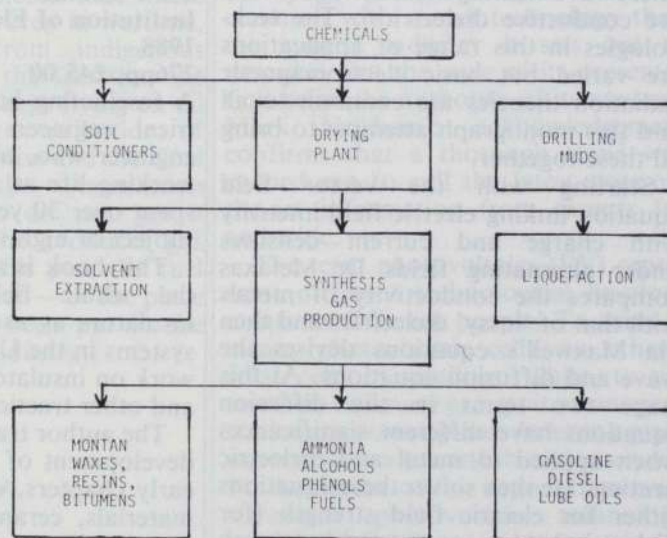 CHEMICALS
SOIL
CONDITIONERS
DRYING
PLANT
DRILLING
MUDS
SOLVENT
EXTRACTION
SYNTHESIS
GAS
PRODUCTION
LIQUEFACTION
MONTAN
WAXES,
RESINS,
BITUMENS
AMMONIA
ALCOHOLS
PHENOLS
FUELS
GASOLINE
DIESEL
LUBE OILS